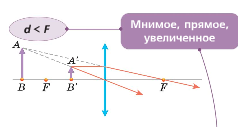 d < F
Мнимое, прямое,
увеличенное
A
A'
B
F
B'
F